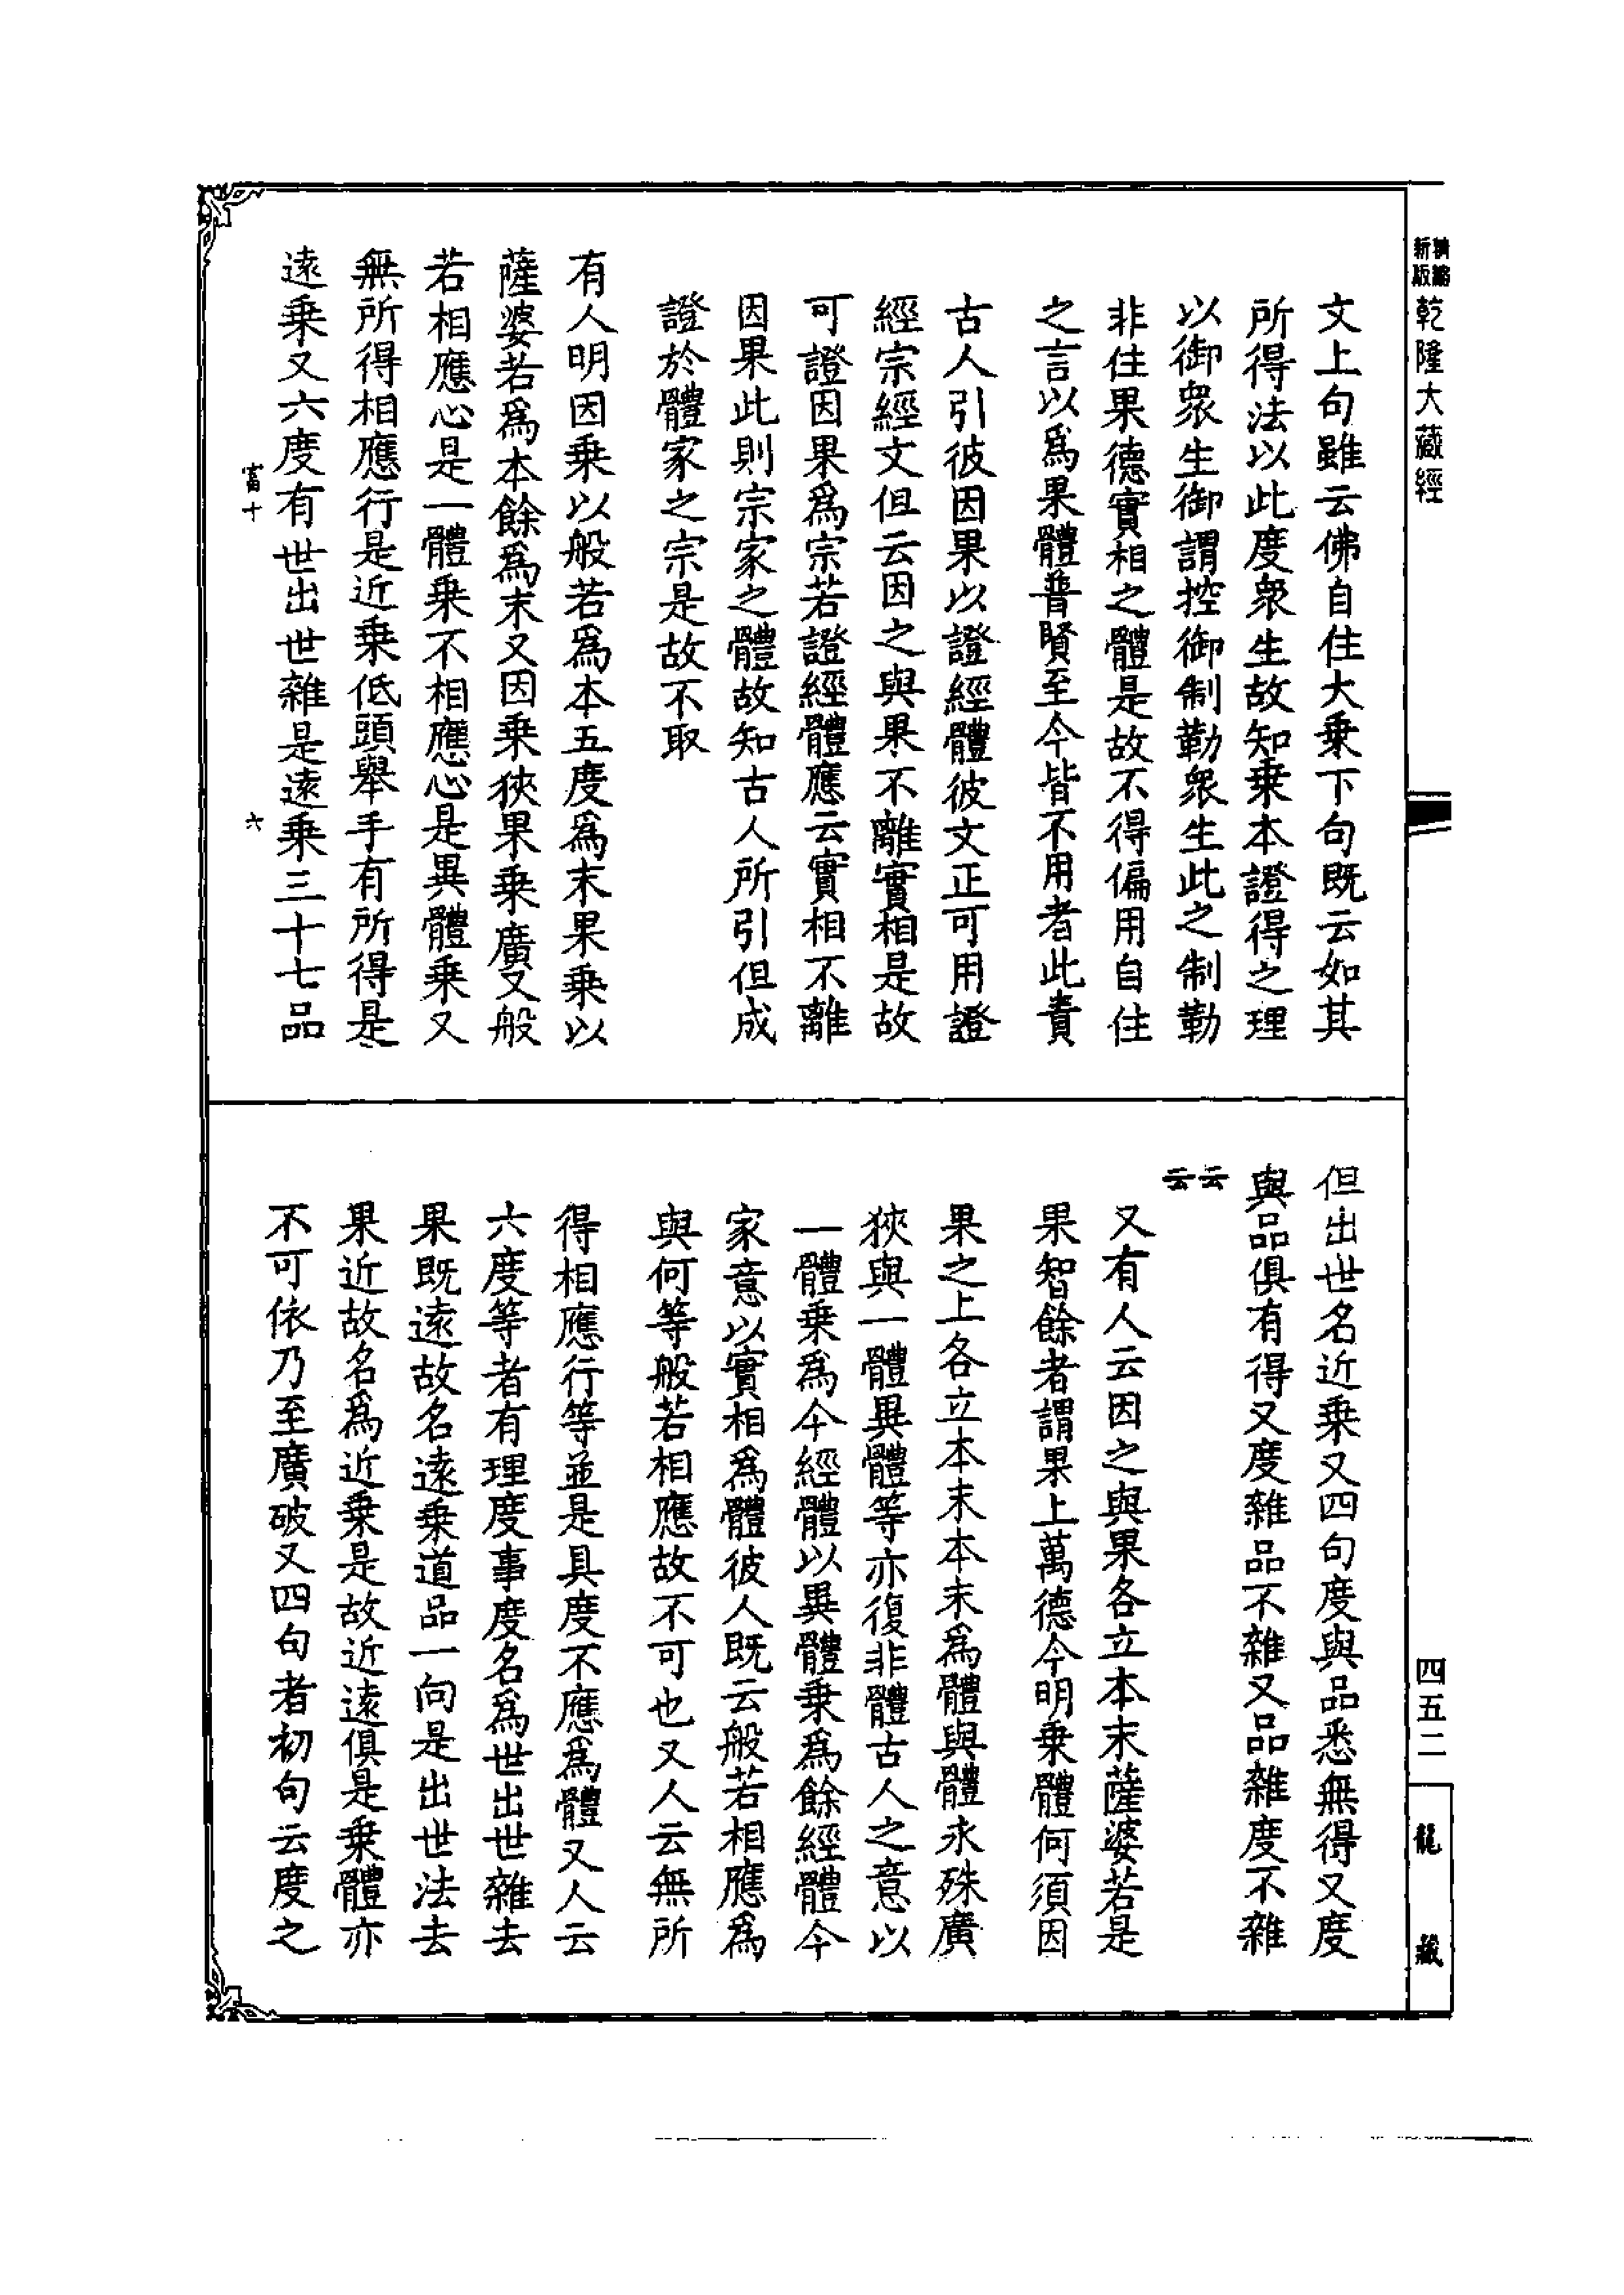 精縮
新版
乾隆大藏經
文上句雖云佛自住大乗下句既云如其
所得法以此度衆生故知乗本證得之理
以御衆生御謂控御制勒衆生此之制勒
非住果德實相之體是故不得偏用自住
之言以爲果體普賢至今皆不用者此責
古人引彼因果以證經體彼文正可用證
經宗經文但云因之與果不離實相是故
可證因果爲宗若證經體應云實相不離
因果此則宗家之體故知古人所引但成
證於體家之宗是故不取
有人明因乗以般若爲本五度爲末果乗以
薩婆若爲本餘爲末又因乗狹果乗廣又般
若相應心是一體乗不相應心是異體乗又
無所得相應行是近乗低頭舉手有所得是
遠乗又六度有世出世雜是遠乗三十七品
富十
六
但出世名近乗又四句度與品悉無得又度
與品俱有得又度雜品不雜又品雜度不雜
云云
又有人云因之與果各立本末薩婆若是
果智餘者謂果上萬德今明乗體何須因
果之上各立本末本末爲體與體永殊廣
狹與一體異體等亦復非體古人之意以
一體乗爲今經體以異體乗爲餘經體今
家意以實相爲體彼人既云般若相應爲
與何等般若相應故不可也又人云無所
得相應行等並是具度不應爲體又人云
六度等者有理度事度名爲世出世雜去
果既遠故名遠乗道品一向是出世法去
果近故名爲近乗是故近遠俱是乗體亦
不可依乃至廣破又四句者初句云度之
四五二
龍藏